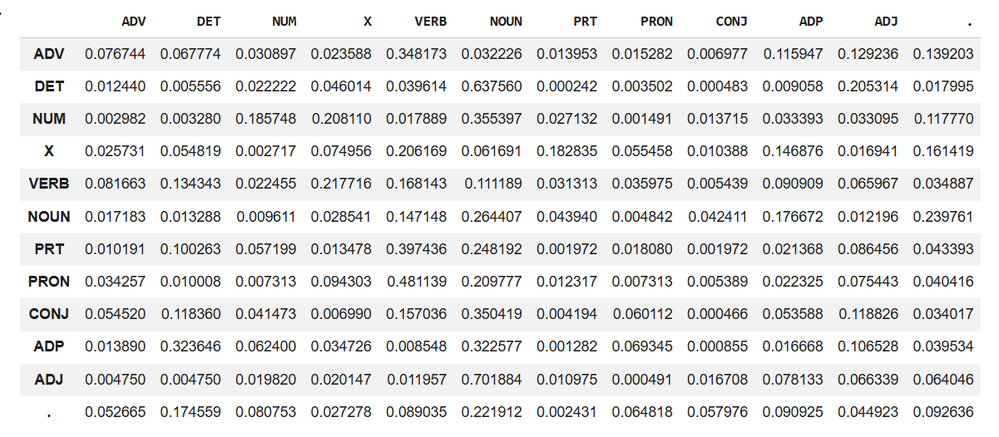 ADV DET NUM X VERB NOUN PRT PRON CONJ ADP ADJ .
ADV 0.076744 0.067774 0.030897 0.023588 0.348173 0.032226 0.013953 0.015282 0.006977 0.115947 0.129236 0.139203
DET 0.012440 0.005556 0.022222 0.046014 0.039614 0.637560 0.000242 0.003502 0.000483 0.009058 0.205314 0.017995
NUM 0.002982 0.003280 0.185748 0.208110 0.017889 0.355397 0.027132 0.001491 0.013715 0.033393 0.033095 0.117770
X 0.025731 0.054819 0.002717 0.074956 0.206169 0.061691 0.182835 0.055458 0.010388 0.146876 0.016941 0.161419
VERB 0.081663 0.134343 0.022455 0.217716 0.168143 0.111189 0.031313 0.035975 0.005439 0.090909 0.065967 0.034887
NOUN 0.017183 0.013288 0.009611 0.028541 0.147148 0.264407 0.043940 0.004842 0.042411 0.176672 0.012196 0.239761
PRT 0.010191 0.100263 0.057199 0.013478 0.397436 0.248192 0.001972 0.018080 0.001972 0.021368 0.086456 0.043393
PRON 0.034257 0.010008 0.007313 0.094303 0.481139 0.209777 0.012317 0.007313 0.005389 0.022325 0.075443 0.040416
CONJ 0.054520 0.118360 0.041473 0.006990 0.157036 0.350419 0.004194 0.060112 0.000466 0.053588 0.118826 0.034017
ADP 0.013890 0.323646 0.062400 0.034726 0.008548 0.322577 0.001282 0.069345 0.000855 0.016668 0.106528 0.039534
ADJ 0.004750 0.004750 0.019820 0.020147 0.011957 0.701884 0.010975 0.000491 0.016708 0.078133 0.066339 0.064046
. 0.052665 0.174559 0.080753 0.027278 0.089035 0.221912 0.002431 0.064818 0.057976 0.090925 0.044923 0.092636